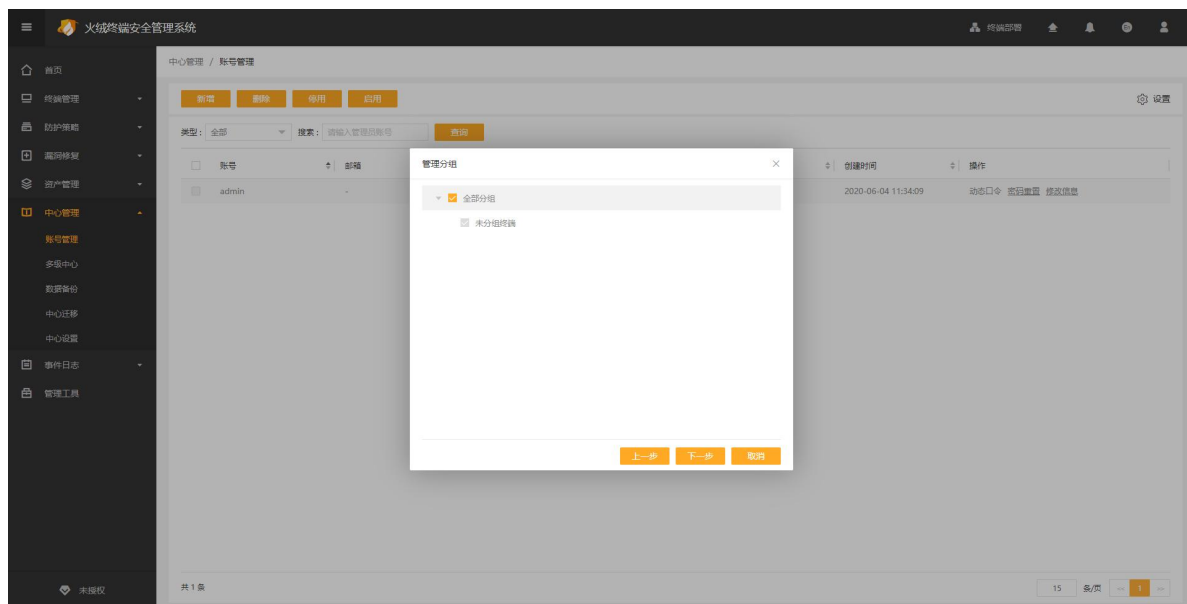 火绒终端安全管理系统
终端部署
首页
终端管理
防护策略
漏洞修复
资产管理
中心管理
账号管理
多级中心
数据备份
中心迁移
中心设置
事件日志
管理工具
未授权
中心管理 / 账号管理
新增 删除 停用 启用 设置
类型: 全部 搜索: 请输入管理员账号 查询
账号 邮箱 创建时间 操作
admin - 2020-06-04 11:34:09 动态口令 密码重置 修改信息
管理分组 ×
全部分组
未分组终端
上一步 下一步 取消
共 1 条 15 条/页 1